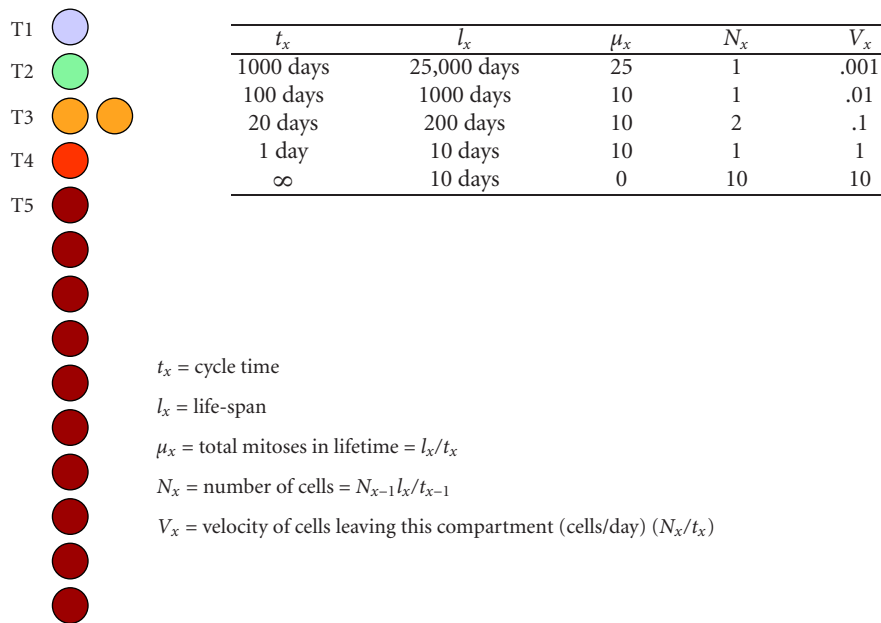 T1
T2
T3
T4
T5
t_x l_x μ_x N_x V_x
1000 days 25,000 days 25 1 .001
100 days 1000 days 10 1 .01
20 days 200 days 10 2 .1
1 day 10 days 10 1 1
∞ 10 days 0 10 10
t_x = cycle time
l_x = life-span
μ_x = total mitoses in lifetime = l_x/t_x
N_x = number of cells = N_{x−1}l_x/t_{x−1}
V_x = velocity of cells leaving this compartment (cells/day) (N_x/t_x)